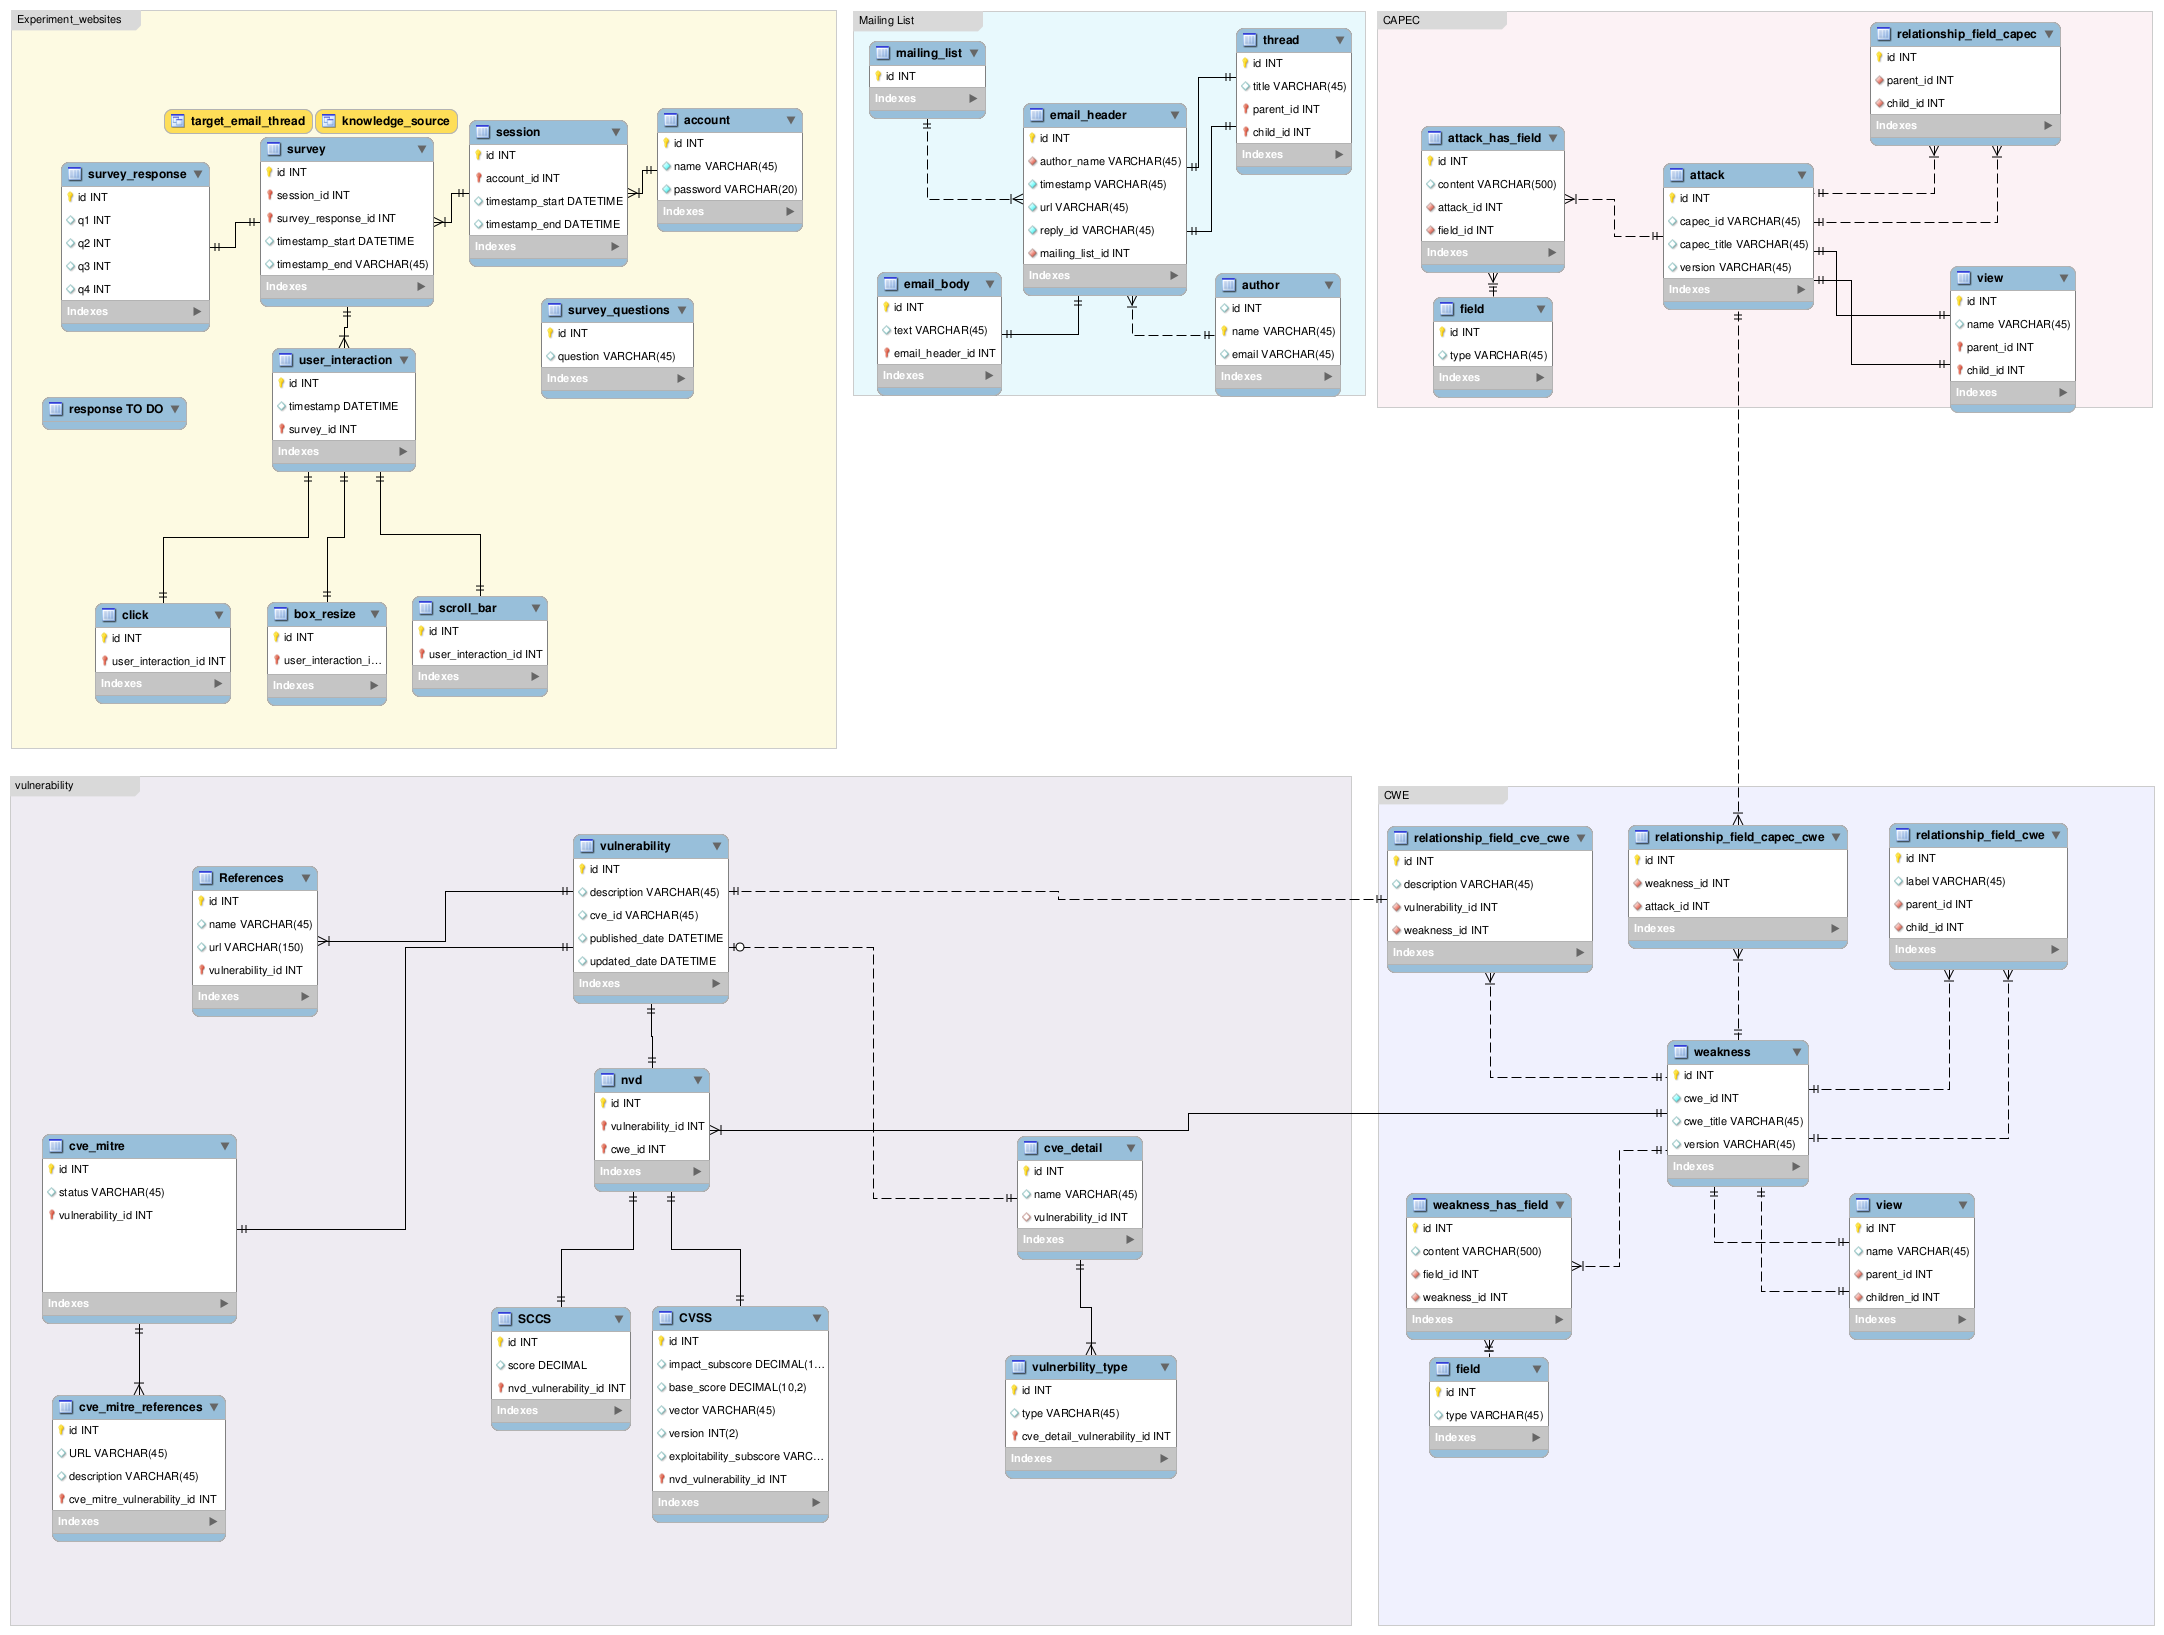 Experiment_websites
target_email_thread
knowledge_source
survey_response
id INT
q1 INT
q2 INT
q3 INT
q4 INT
Indexes
survey
id INT
session_id INT
survey_response_id INT
timestamp_start DATETIME
timestamp_end VARCHAR(45)
Indexes
session
id INT
account_id INT
timestamp_start DATETIME
timestamp_end DATETIME
Indexes
account
id INT
name VARCHAR(45)
password VARCHAR(20)
Indexes
survey_questions
id INT
question VARCHAR(45)
Indexes
user_interaction
id INT
timestamp DATETIME
survey_id INT
Indexes
response TO DO
click
id INT
user_interaction_id INT
Indexes
box_resize
id INT
user_interaction_i...
Indexes
scroll_bar
id INT
user_interaction_id INT
Indexes
Mailing List
mailing_list
id INT
Indexes
thread
id INT
title VARCHAR(45)
parent_id INT
child_id INT
Indexes
email_header
id INT
author_name VARCHAR(45)
timestamp VARCHAR(45)
url VARCHAR(45)
reply_id VARCHAR(45)
mailing_list_id INT
Indexes
email_body
id INT
text VARCHAR(45)
email_header_id INT
Indexes
author
id INT
name VARCHAR(45)
email VARCHAR(45)
Indexes
CAPEC
relationship_field_capec
id INT
parent_id INT
child_id INT
Indexes
attack_has_field
id INT
content VARCHAR(500)
attack_id INT
field_id INT
Indexes
attack
id INT
capec_id VARCHAR(45)
capec_title VARCHAR(45)
version VARCHAR(45)
Indexes
field
id INT
type VARCHAR(45)
Indexes
view
id INT
name VARCHAR(45)
parent_id INT
child_id INT
Indexes
vulnerability
vulnerability
id INT
description VARCHAR(45)
cve_id VARCHAR(45)
published_date DATETIME
updated_date DATETIME
Indexes
References
id INT
name VARCHAR(45)
url VARCHAR(150)
vulnerability_id INT
Indexes
nvd
id INT
vulnerability_id INT
cwe_id INT
Indexes
cve_mitre
id INT
status VARCHAR(45)
vulnerability_id INT
Indexes
cve_detail
id INT
name VARCHAR(45)
vulnerability_id INT
Indexes
SCCS
id INT
score DECIMAL
nvd_vulnerability_id INT
Indexes
CVSS
id INT
impact_subscore DECIMAL(1...
base_score DECIMAL(10,2)
vector VARCHAR(45)
version INT(2)
exploitability_subscore VARC...
nvd_vulnerability_id INT
Indexes
vulnerbility_type
id INT
type VARCHAR(45)
cve_detail_vulnerability_id INT
Indexes
cve_mitre_references
id INT
URL VARCHAR(45)
description VARCHAR(45)
cve_mitre_vulnerability_id INT
Indexes
CWE
relationship_field_cve_cwe
id INT
description VARCHAR(45)
vulnerability_id INT
weakness_id INT
Indexes
relationship_field_capec_cwe
id INT
weakness_id INT
attack_id INT
Indexes
relationship_field_cwe
id INT
label VARCHAR(45)
parent_id INT
child_id INT
Indexes
weakness
id INT
cwe_id INT
cwe_title VARCHAR(45)
version VARCHAR(45)
Indexes
weakness_has_field
id INT
content VARCHAR(500)
field_id INT
weakness_id INT
Indexes
view
id INT
name VARCHAR(45)
parent_id INT
children_id INT
Indexes
field
id INT
type VARCHAR(45)
Indexes